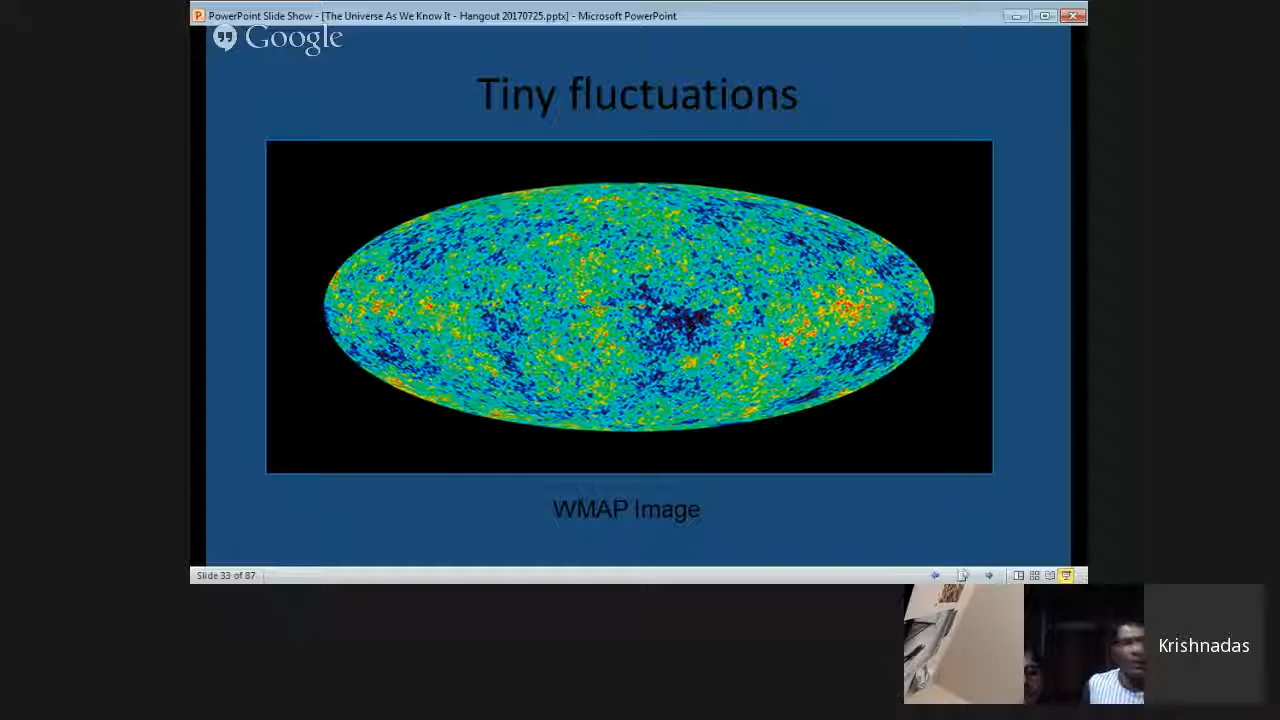 PowerPoint Slide Show - [The Universe As We Know It - Hangout 20170725.pptx] - Microsoft PowerPoint
Google
Tiny fluctuations
WMAP Image
Slide 33 of 87
Krishnadas